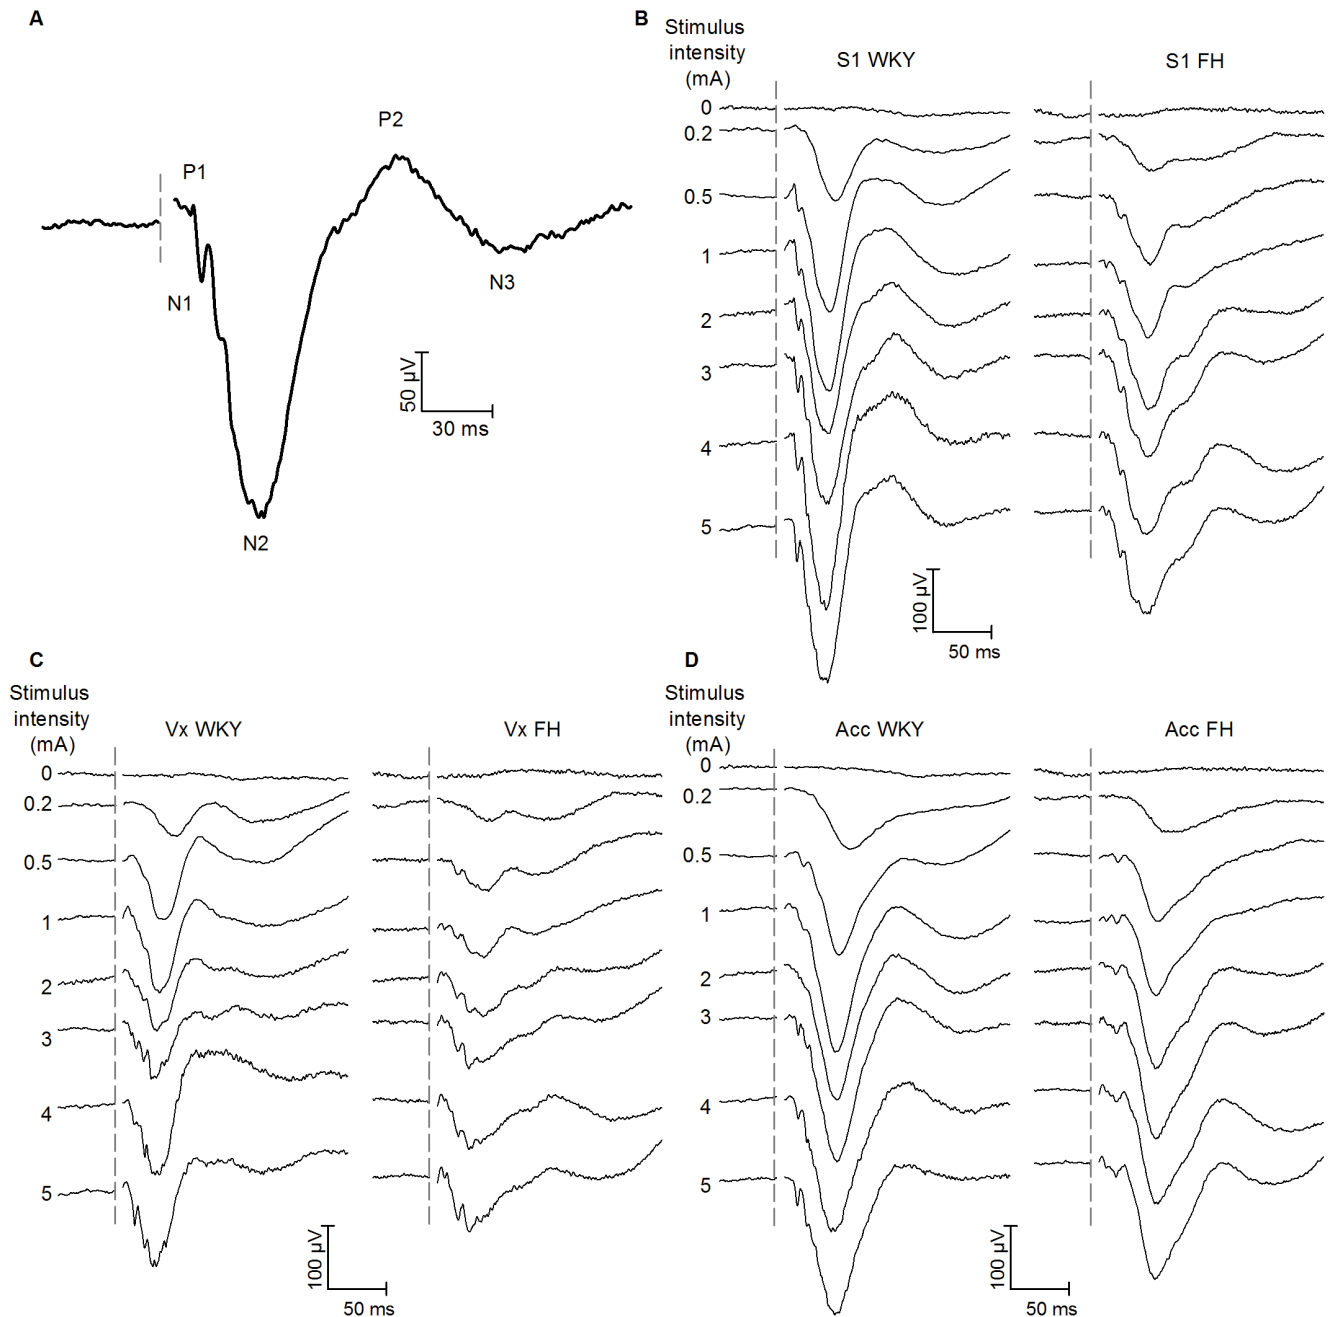 A
P1
P2
N1
N2
N3
50 µV
30 ms
B
Stimulus
intensity
(mA)
S1 WKY
S1 FH
0
0.2
0.5
1
2
3
4
5
100 µV
50 ms
C
Stimulus
intensity
(mA)
Vx WKY
Vx FH
0
0.2
0.5
1
2
3
4
5
100 µV
50 ms
D
Stimulus
intensity
(mA)
Acc WKY
Acc FH
0
0.2
0.5
1
2
3
4
5
100 µV
50 ms